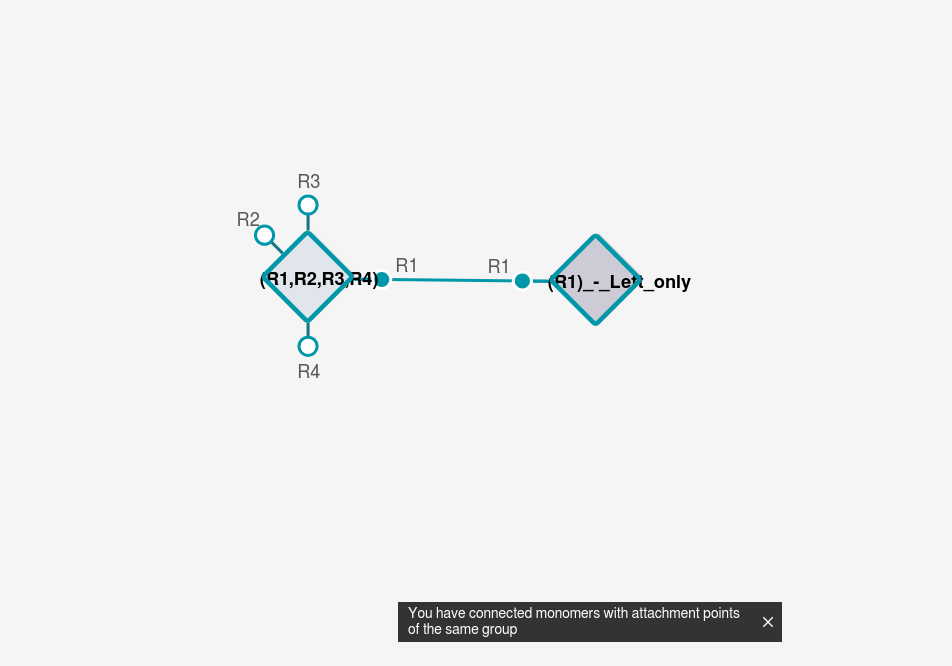 R3
R2
(R1,R2,R3,R4)
R1
R1
(R1)_-_Left_only
R4
You have connected monomers with attachment points
of the same group